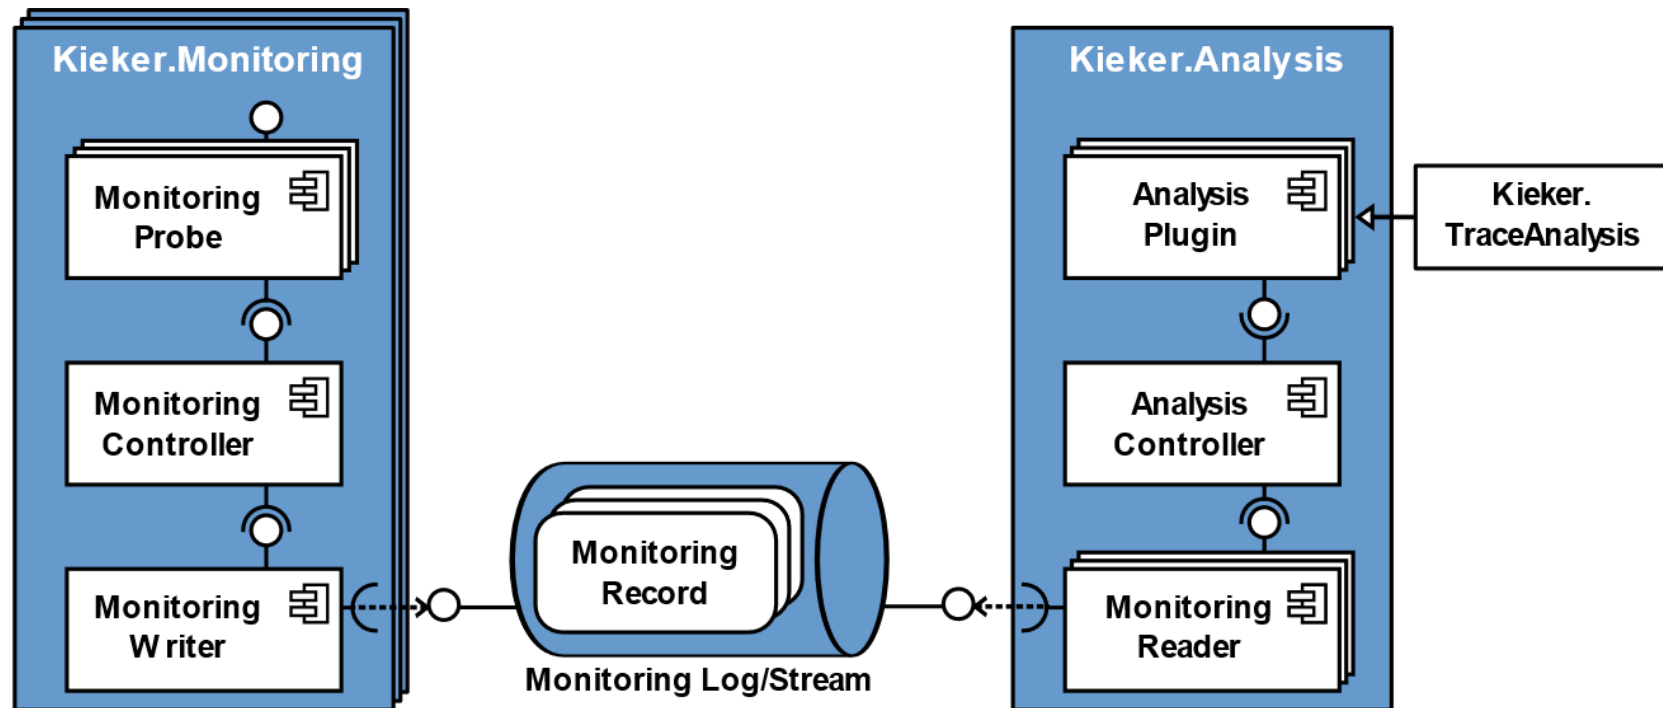 Kieker.Monitoring
Monitoring
Probe
Monitoring
Controller
Monitoring
Writer
Monitoring
Record
Monitoring Log/Stream
Kieker.Analysis
Analysis
Plugin
Analysis
Controller
Monitoring
Reader
Kieker.
TraceAnalysis